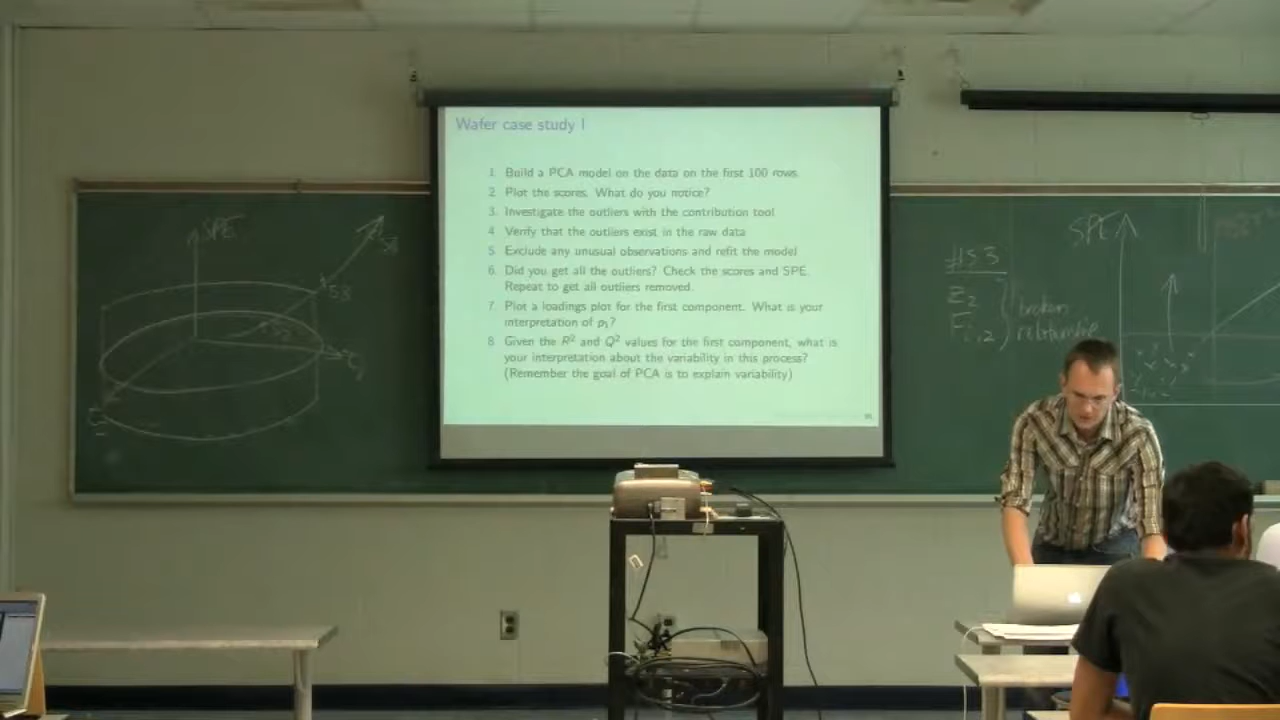 Wafer case study I
1. Build a PCA model on the data on the first 100 rows.
2. Plot the scores. What do you notice?
3. Investigate the outliers with the contribution tool
4. Verify that the outliers exist in the raw data
5. Exclude any unusual observations and refit the model
6. Did you get all the outliers? Check the scores and SPE.
Repeat to get all outliers removed.
7. Plot a loadings plot for the first component. What is your
interpretation of p₁?
8. Given the R² and Q² values for the first component, what is
your interpretation about the variability in this process?
(Remember the goal of PCA is to explain variability)
SPE
SPE
broken
relationship